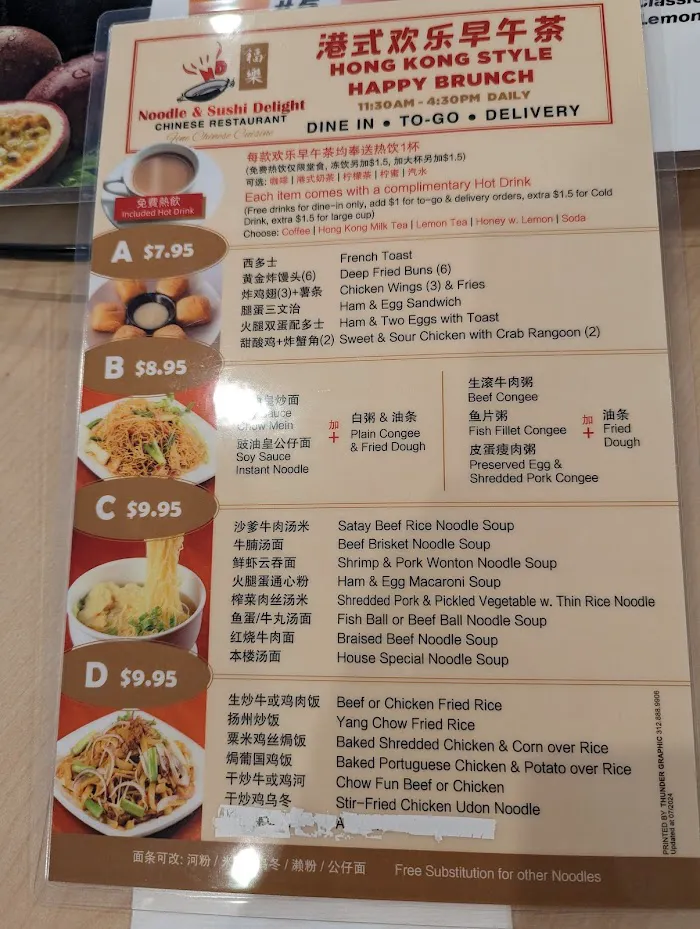 Classic
Lemon
福樂
Noodle & Sushi Delight
CHINESE RESTAURANT
Fine Chinese Cuisine
港式欢乐早午茶
HONG KONG STYLE
HAPPY BRUNCH
11:30AM - 4:30PM DAILY
DINE IN • TO-GO • DELIVERY
免費熱飲
Included Hot Drink
每款欢乐早午茶均奉送热饮1杯
(免费热饮仅限堂食, 冻饮另加$1.5, 加大杯另加$1.5)
可选: 咖啡 | 港式奶茶 | 柠檬茶 | 柠蜜 | 汽水
Each item comes with a complimentary Hot Drink
(Free drinks for dine-in only, add $1 for to-go & delivery orders, extra $1.5 for Cold
Drink, extra $1.5 for large cup)
Choose: Coffee | Hong Kong Milk Tea | Lemon Tea | Honey w. Lemon | Soda
A $7.95
西多士 French Toast
黄金炸馒头(6) Deep Fried Buns (6)
炸鸡翅(3)+薯条 Chicken Wings (3) & Fries
腿蛋三文治 Ham & Egg Sandwich
火腿双蛋配多士 Ham & Two Eggs with Toast
甜酸鸡+炸蟹角(2) Sweet & Sour Chicken with Crab Rangoon (2)
B $8.95
炒面
Sauce
Chow Mein
豉油皇公仔面
Soy Sauce
Instant Noodle
加
+
白粥 & 油条
Plain Congee
& Fried Dough
生滚牛肉粥
Beef Congee
鱼片粥
Fish Fillet Congee
皮蛋瘦肉粥
Preserved Egg &
Shredded Pork Congee
加
+
油条
Fried
Dough
C $9.95
沙爹牛肉汤米 Satay Beef Rice Noodle Soup
牛腩汤面 Beef Brisket Noodle Soup
鲜虾云吞面 Shrimp & Pork Wonton Noodle Soup
火腿蛋通心粉 Ham & Egg Macaroni Soup
榨菜肉丝汤米 Shredded Pork & Pickled Vegetable w. Thin Rice Noodle
鱼蛋/牛丸汤面 Fish Ball or Beef Ball Noodle Soup
红烧牛肉面 Braised Beef Noodle Soup
本楼汤面 House Special Noodle Soup
D $9.95
生炒牛或鸡肉饭 Beef or Chicken Fried Rice
扬州炒饭 Yang Chow Fried Rice
粟米鸡丝焗饭 Baked Shredded Chicken & Corn over Rice
焗葡国鸡饭 Baked Portuguese Chicken & Potato over Rice
干炒牛或鸡河 Chow Fun Beef or Chicken
干炒鸡乌冬 Stir-Fried Chicken Udon Noodle
A
面条可改: 河粉 / 米 冬 / 濑粉 / 公仔面 Free Substitution for other Noodles
PRINTED BY THUNDER GRAPHIC 312.888.9906
Updated at 07/2024